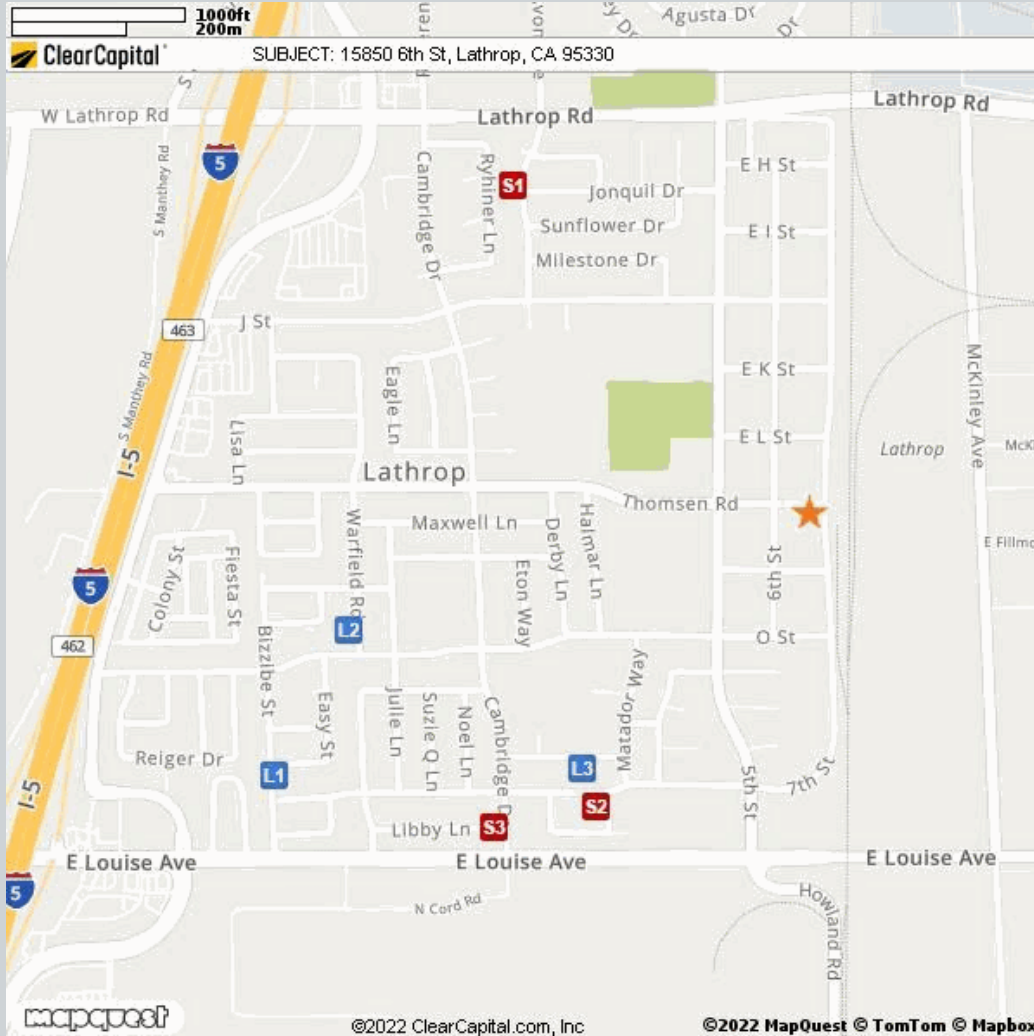 1000ft
200m
Agusta Dr
Dr
ClearCapital
SUBJECT: 15850 6th St, Lathrop, CA 95330
W Lathrop Rd
Lathrop Rd
Lathrop Rd
5
S Manthey Rd
Cambridge Dr
Ryhiner Ln
S1
Jonquil Dr
E H St
Sunflower Dr
E I St
Milestone Dr
463
J St
S Manthey Rd
Eagle Ln
E K St
McKinley Ave
Lisa Ln
E L St
Lathrop
McK
I-5
Lathrop
Thomsen Rd
Warfield Rd
Maxwell Ln
Derby Ln
Halmar Ln
E Fillmo
5
Colony St
Fiesta St
Eton Way
6th St
L2
462
Bizzibe St
O St
Easy St
Julie Ln
Suzie Q Ln
Noel Ln
Cambridge D
Matador Way
Reiger Dr
L1
L3
5th St
7th St
I-5
S2
Libby Ln
S3
E Louise Ave
E Louise Ave
E Louise Ave
5
N Cord Rd
Howland Rd
mapquest
©2022 ClearCapital.com, Inc
©2022 MapQuest © TomTom © Mapbox